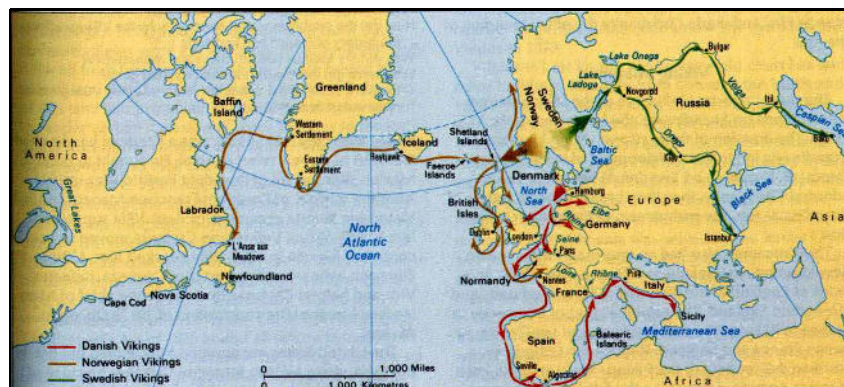 Baffin
Island
Greenland
Western
Settlement
Eastern
Settlement
Iceland
Reykjavik
Shetland
Islands
Faeroe
Islands
Norway
Sweden
Lake
Ladoga
Lake Onega
Bulgar
Volga
Novgorod
Russia
Itil
Caspian Sea
Baku
Dnepr
Kiev
Baltic
Sea
Denmark
North
Sea
Hamburg
Elbe
Europe
Black Sea
Asia
Istanbul
North
America
Great Lakes
Labrador
L'Anse aux
Meadows
Newfoundland
Nova Scotia
Cape Cod
North
Atlantic
Ocean
British
Isles
Dublin
London
Rhine
Germany
Seine
Paris
Normandy
Nantes
Loire
France
Rhône
Pisa
Italy
Sicily
Spain
Balearic
Islands
Mediterranean Sea
Seville
Algeciras
Africa
Danish Vikings
Norwegian Vikings
Swedish Vikings
0 1,000 Miles
0 1,000 Kilometres